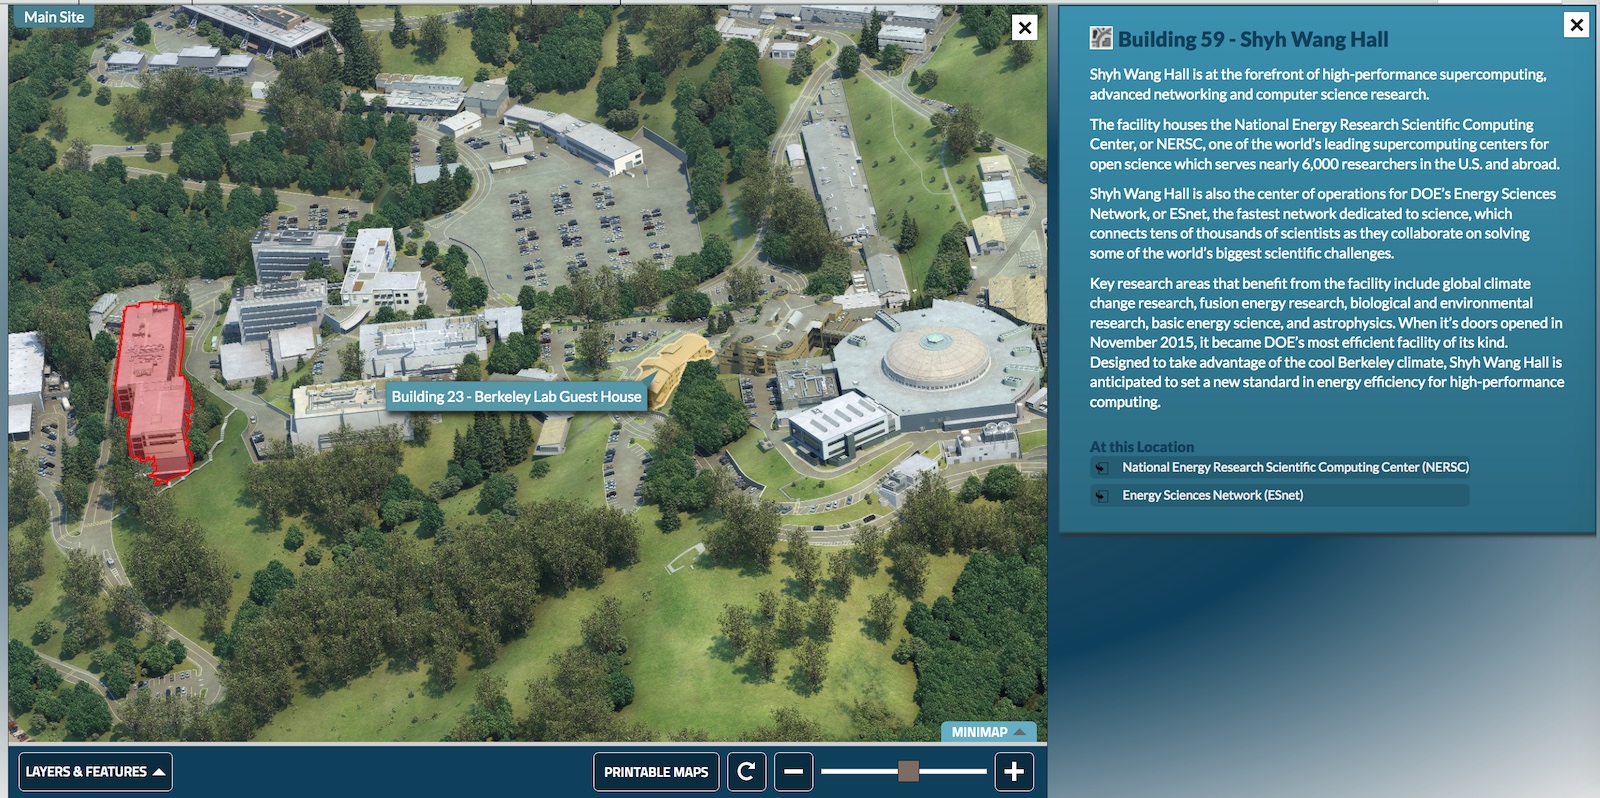 Main Site
Building 23 - Berkeley Lab Guest House
MINIMAP
LAYERS & FEATURES
PRINTABLE MAPS
Building 59 - Shyh Wang Hall
Shyh Wang Hall is at the forefront of high-performance supercomputing,
advanced networking and computer science research.
The facility houses the National Energy Research Scientific Computing
Center, or NERSC, one of the world's leading supercomputing centers for
open science which serves nearly 6,000 researchers in the U.S. and abroad.
Shyh Wang Hall is also the center of operations for DOE's Energy Sciences
Network, or ESnet, the fastest network dedicated to science, which
connects tens of thousands of scientists as they collaborate on solving
some of the world's biggest scientific challenges.
Key research areas that benefit from the facility include global climate
change research, fusion energy research, biological and environmental
research, basic energy science, and astrophysics. When it's doors opened in
November 2015, it became DOE's most efficient facility of its kind.
Designed to take advantage of the cool Berkeley climate, Shyh Wang Hall is
anticipated to set a new standard in energy efficiency for high-performance
computing.
At this Location
National Energy Research Scientific Computing Center (NERSC)
Energy Sciences Network (ESnet)